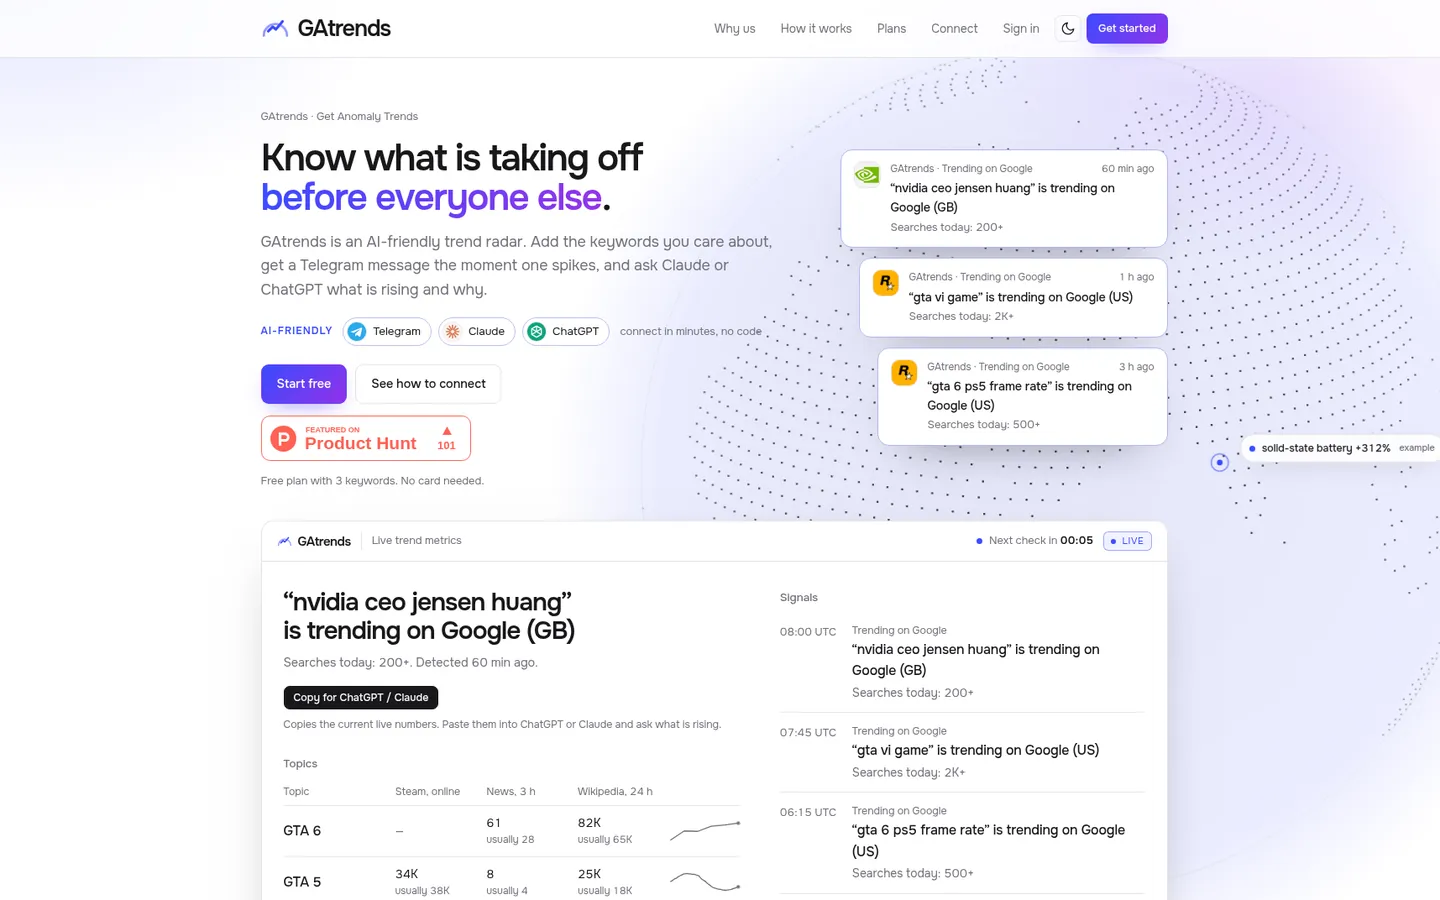 GAtrends
Why us
How it works
Plans
Connect
Sign in
Get started
GAtrends · Get Anomaly Trends
Know what is taking off
before everyone else.
GAtrends is an AI-friendly trend radar. Add the keywords you care about,
get a Telegram message the moment one spikes, and ask Claude or
ChatGPT what is rising and why.
AI-FRIENDLY
Telegram
Claude
ChatGPT
connect in minutes, no code
Start free
See how to connect
P
FEATURED ON
Product Hunt
101
Free plan with 3 keywords. No card needed.
GAtrends · Trending on Google
60 min ago
“nvidia ceo jensen huang” is trending on
Google (GB)
Searches today: 200+
GAtrends · Trending on Google
1 h ago
“gta vi game” is trending on Google (US)
Searches today: 2K+
GAtrends · Trending on Google
3 h ago
“gta 6 ps5 frame rate” is trending on
Google (US)
Searches today: 500+
solid-state battery +312%
example
GAtrends
Live trend metrics
Next check in 00:05
LIVE
“nvidia ceo jensen huang”
is trending on Google (GB)
Searches today: 200+. Detected 60 min ago.
Copy for ChatGPT / Claude
Copies the current live numbers. Paste them into ChatGPT or Claude and ask what is rising.
Topics
Topic
Steam, online
News, 3 h
Wikipedia, 24 h
GTA 6
–
61
usually 28
82K
usually 65K
GTA 5
34K
usually 38K
8
usually 4
25K
usually 18K
Signals
08:00 UTC
Trending on Google
“nvidia ceo jensen huang” is trending on
Google (GB)
Searches today: 200+
07:45 UTC
Trending on Google
“gta vi game” is trending on Google (US)
Searches today: 2K+
06:15 UTC
Trending on Google
“gta 6 ps5 frame rate” is trending on Google
(US)
Searches today: 500+